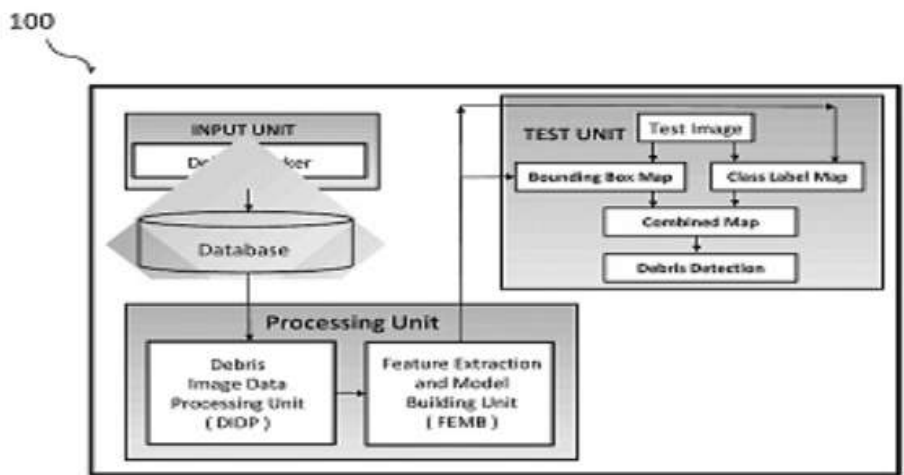 100
INPUT UNIT
Database
Processing Unit
Debris
Image Data
Processing Unit
( DIDP )
Feature Extraction
and Model
Building Unit
( FEMB )
TEST UNIT
Test Image
Bounding Box Map
Class Label Map
Combined Map
Debris Detection